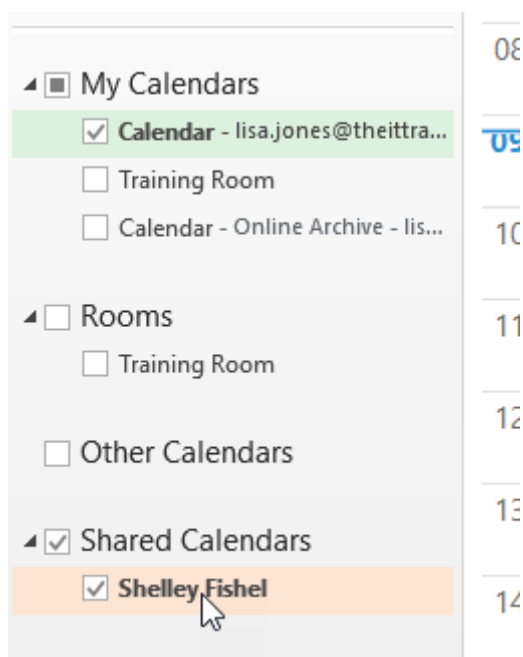 My Calendars
Calendar - lisa.jones@theittra...
Training Room
Calendar - Online Archive - lis...
Rooms
Training Room
Other Calendars
Shared Calendars
Shelley Fishel
08
09
10
11
12
13
14